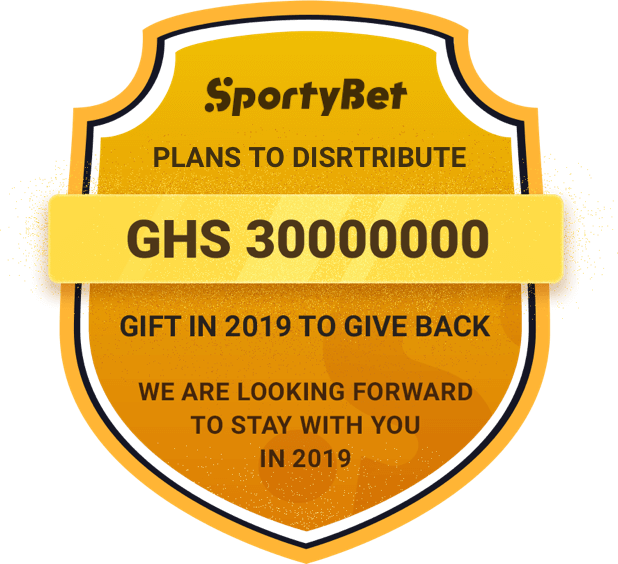 SportyBet
PLANS TO DISRTRIBUTE
GHS 30000000
GIFT IN 2019 TO GIVE BACK
WE ARE LOOKING FORWARD
TO STAY WITH YOU
IN 2019